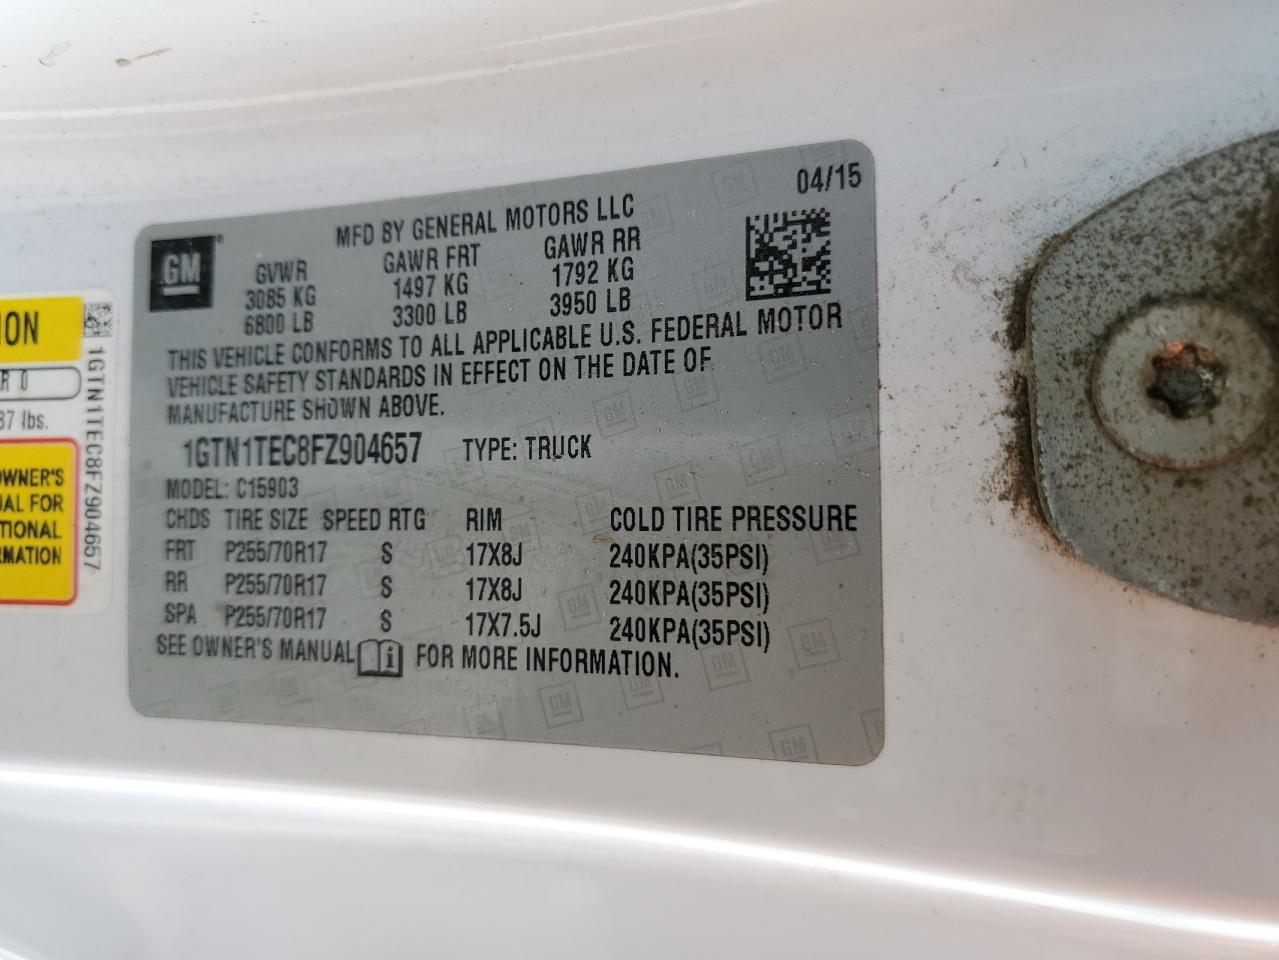 04/15
MFD BY GENERAL MOTORS LLC
GM
GVWR GAWR FRT GAWR RR
3085 KG 1497 KG 1792 KG
6800 LB 3300 LB 3950 LB
THIS VEHICLE CONFORMS TO ALL APPLICABLE U.S. FEDERAL MOTOR
VEHICLE SAFETY STANDARDS IN EFFECT ON THE DATE OF
MANUFACTURE SHOWN ABOVE.
1GTN1TEC8FZ904657 TYPE: TRUCK
MODEL: C15903
CHDS TIRE SIZE SPEED RTG RIM COLD TIRE PRESSURE
FRT P255/70R17 S 17X8J 240KPA(35PSI)
RR P255/70R17 S 17X8J 240KPA(35PSI)
SPA P255/70R17 S 17X7.5J 240KPA(35PSI)
SEE OWNER'S MANUAL i FOR MORE INFORMATION.
ION
R 0
87 lbs.
OWNER'S
UAL FOR
TIONAL
RMATION
1GTN1TEC8FZ904657